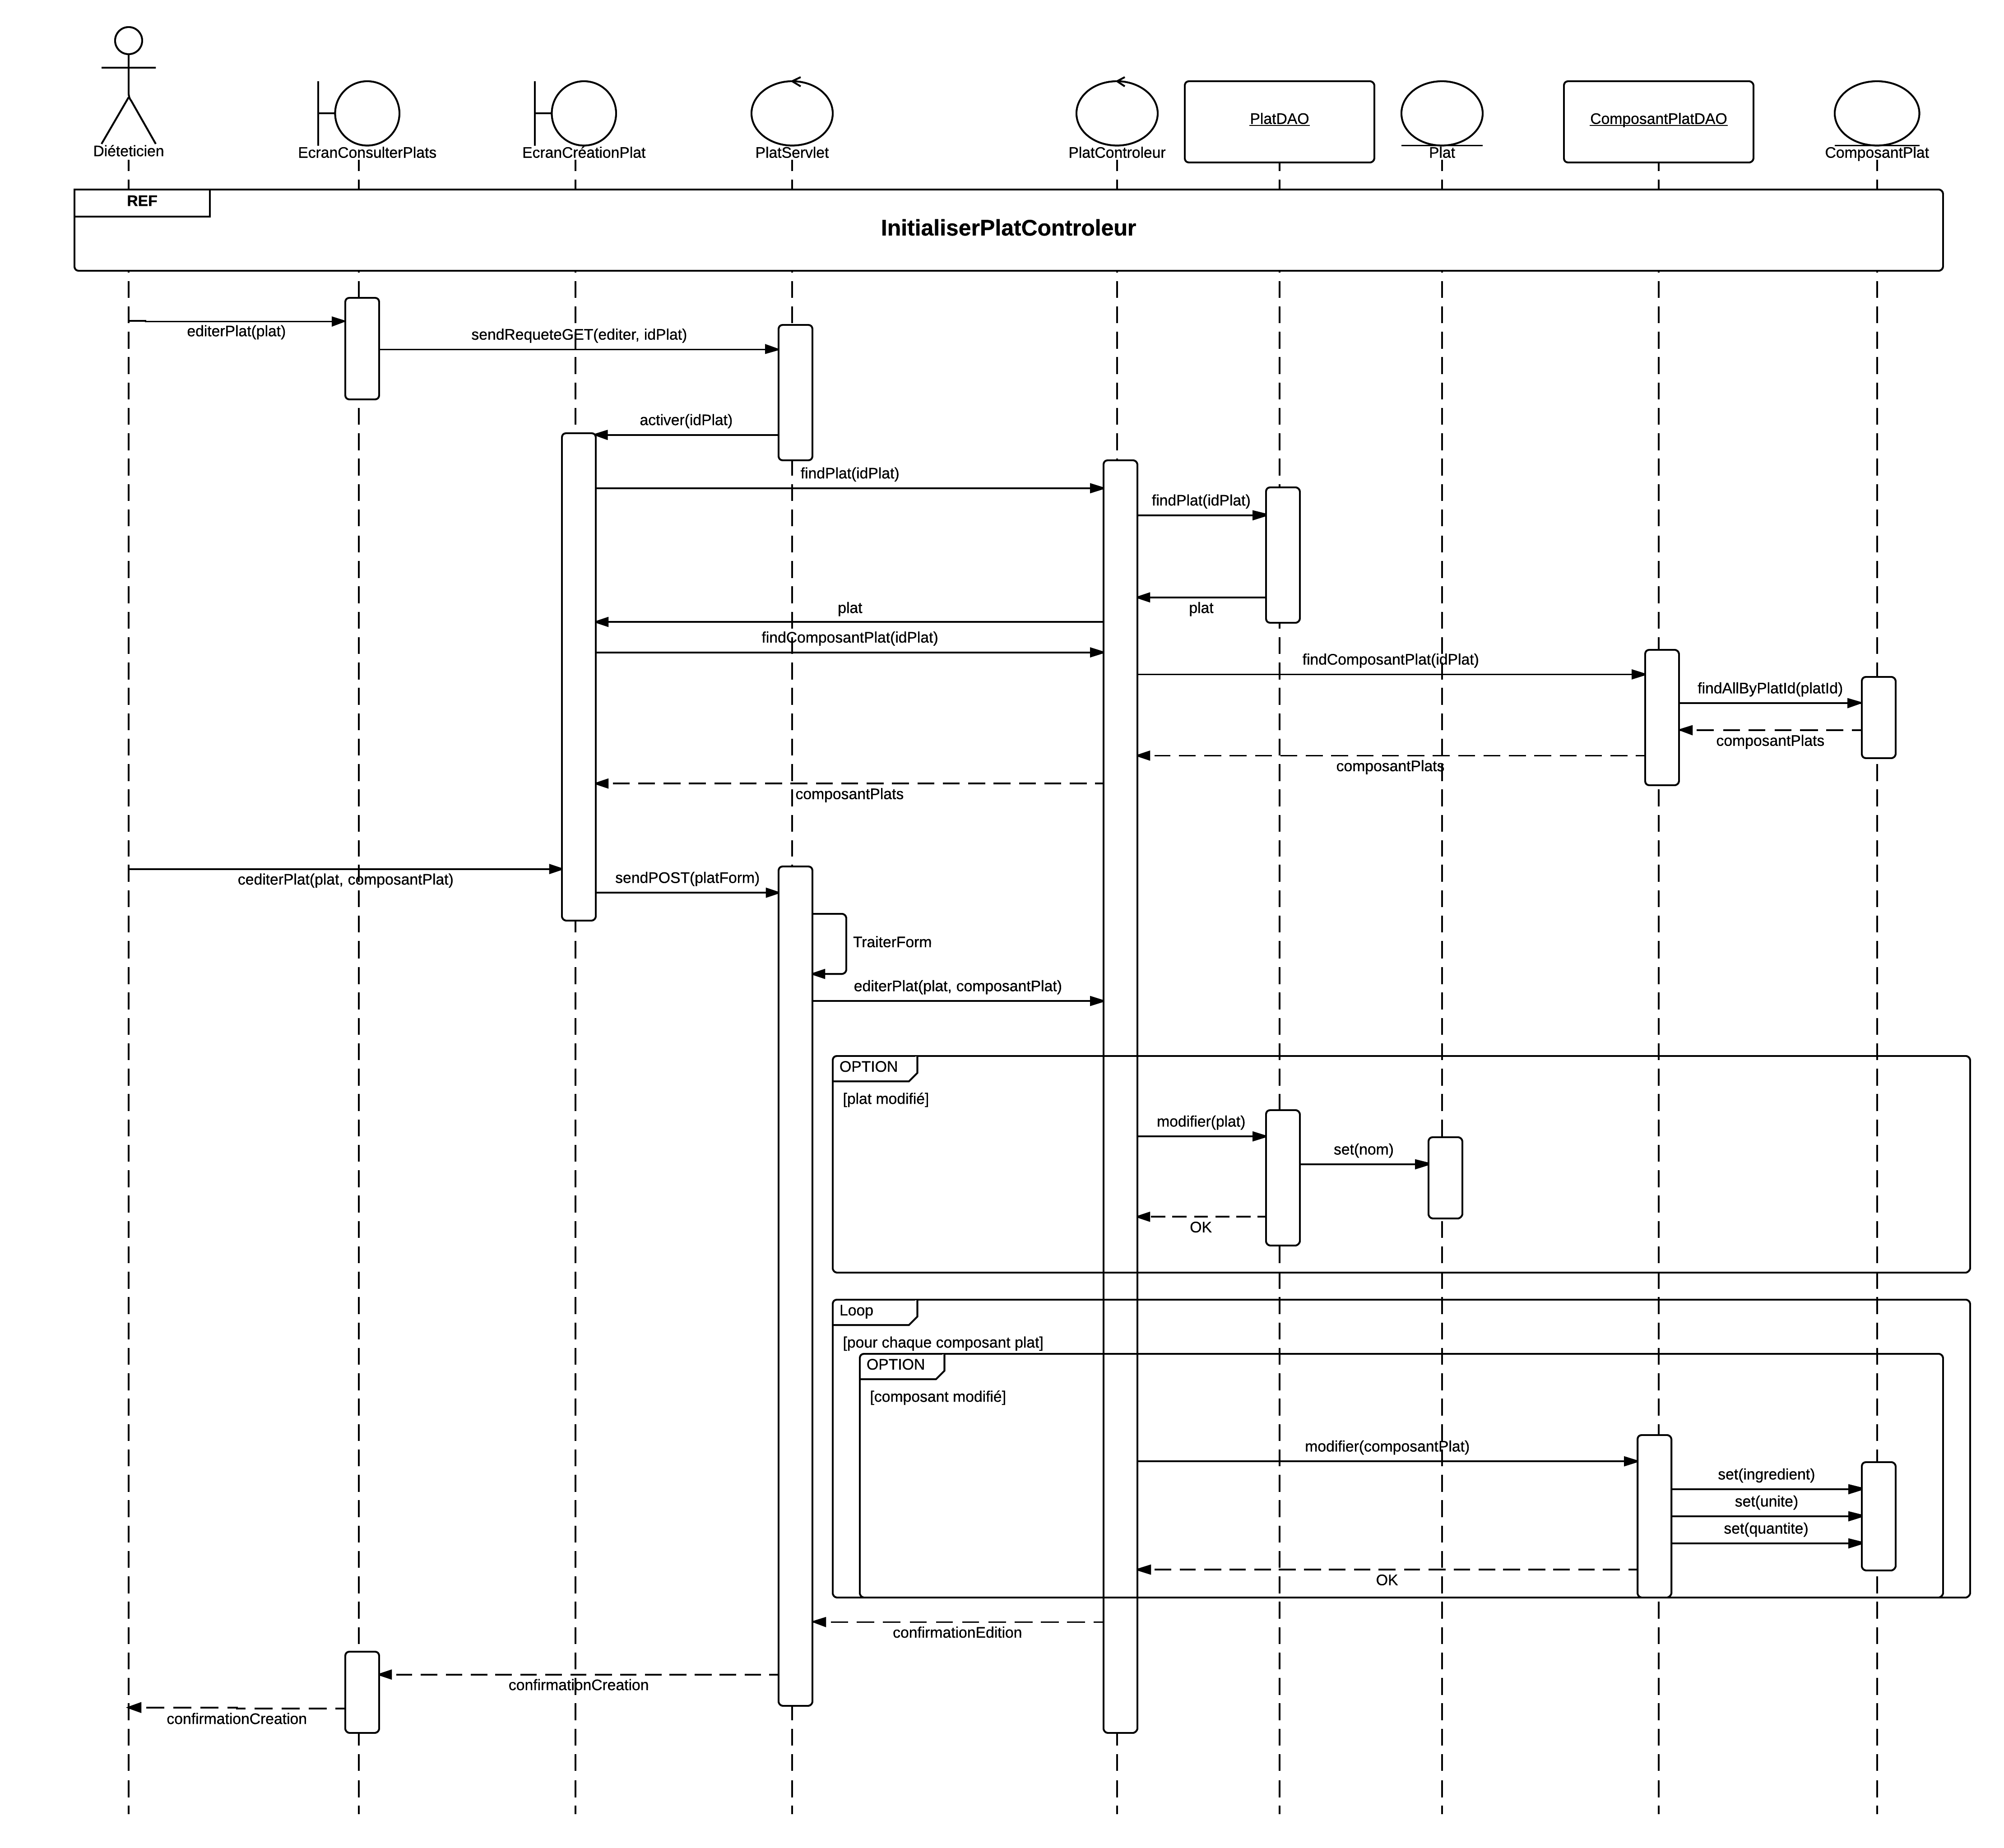 Diéteticien
EcranConsulterPlats
EcranCréationPlat
PlatServlet
PlatControleur
PlatDAO
Plat
ComposantPlatDAO
ComposantPlat
REF
InitialiserPlatControleur
editerPlat(plat)
sendRequeteGET(editer, idPlat)
activer(idPlat)
findPlat(idPlat)
findPlat(idPlat)
plat
plat
findComposantPlat(idPlat)
findComposantPlat(idPlat)
findAllByPlatId(platId)
composantPlats
composantPlats
composantPlats
cediterPlat(plat, composantPlat)
sendPOST(platForm)
TraiterForm
editerPlat(plat, composantPlat)
OPTION
[plat modifié]
modifier(plat)
set(nom)
OK
Loop
[pour chaque composant plat]
OPTION
[composant modifié]
modifier(composantPlat)
set(ingredient)
set(unite)
set(quantite)
OK
confirmationEdition
confirmationCreation
confirmationCreation